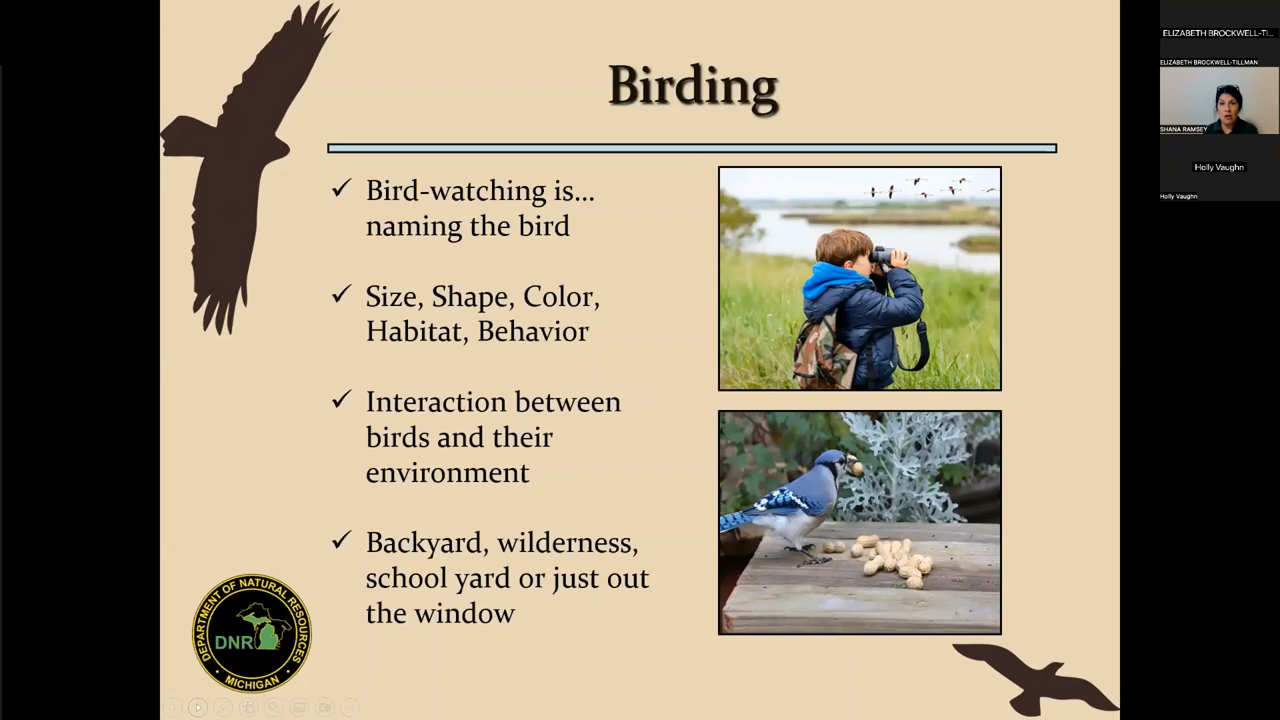 Birding
Bird-watching is...
naming the bird
Size, Shape, Color,
Habitat, Behavior
Interaction between
birds and their
environment
Backyard, wilderness,
school yard or just out
the window
DEPARTMENT OF NATURAL RESOURCES
DNR
MICHIGAN
ELIZABETH BROCKWELL-TI...
ELIZABETH BROCKWELL-TILLMAN
SHANA RAMSEY
Holly Vaughn
Holly Vaughn